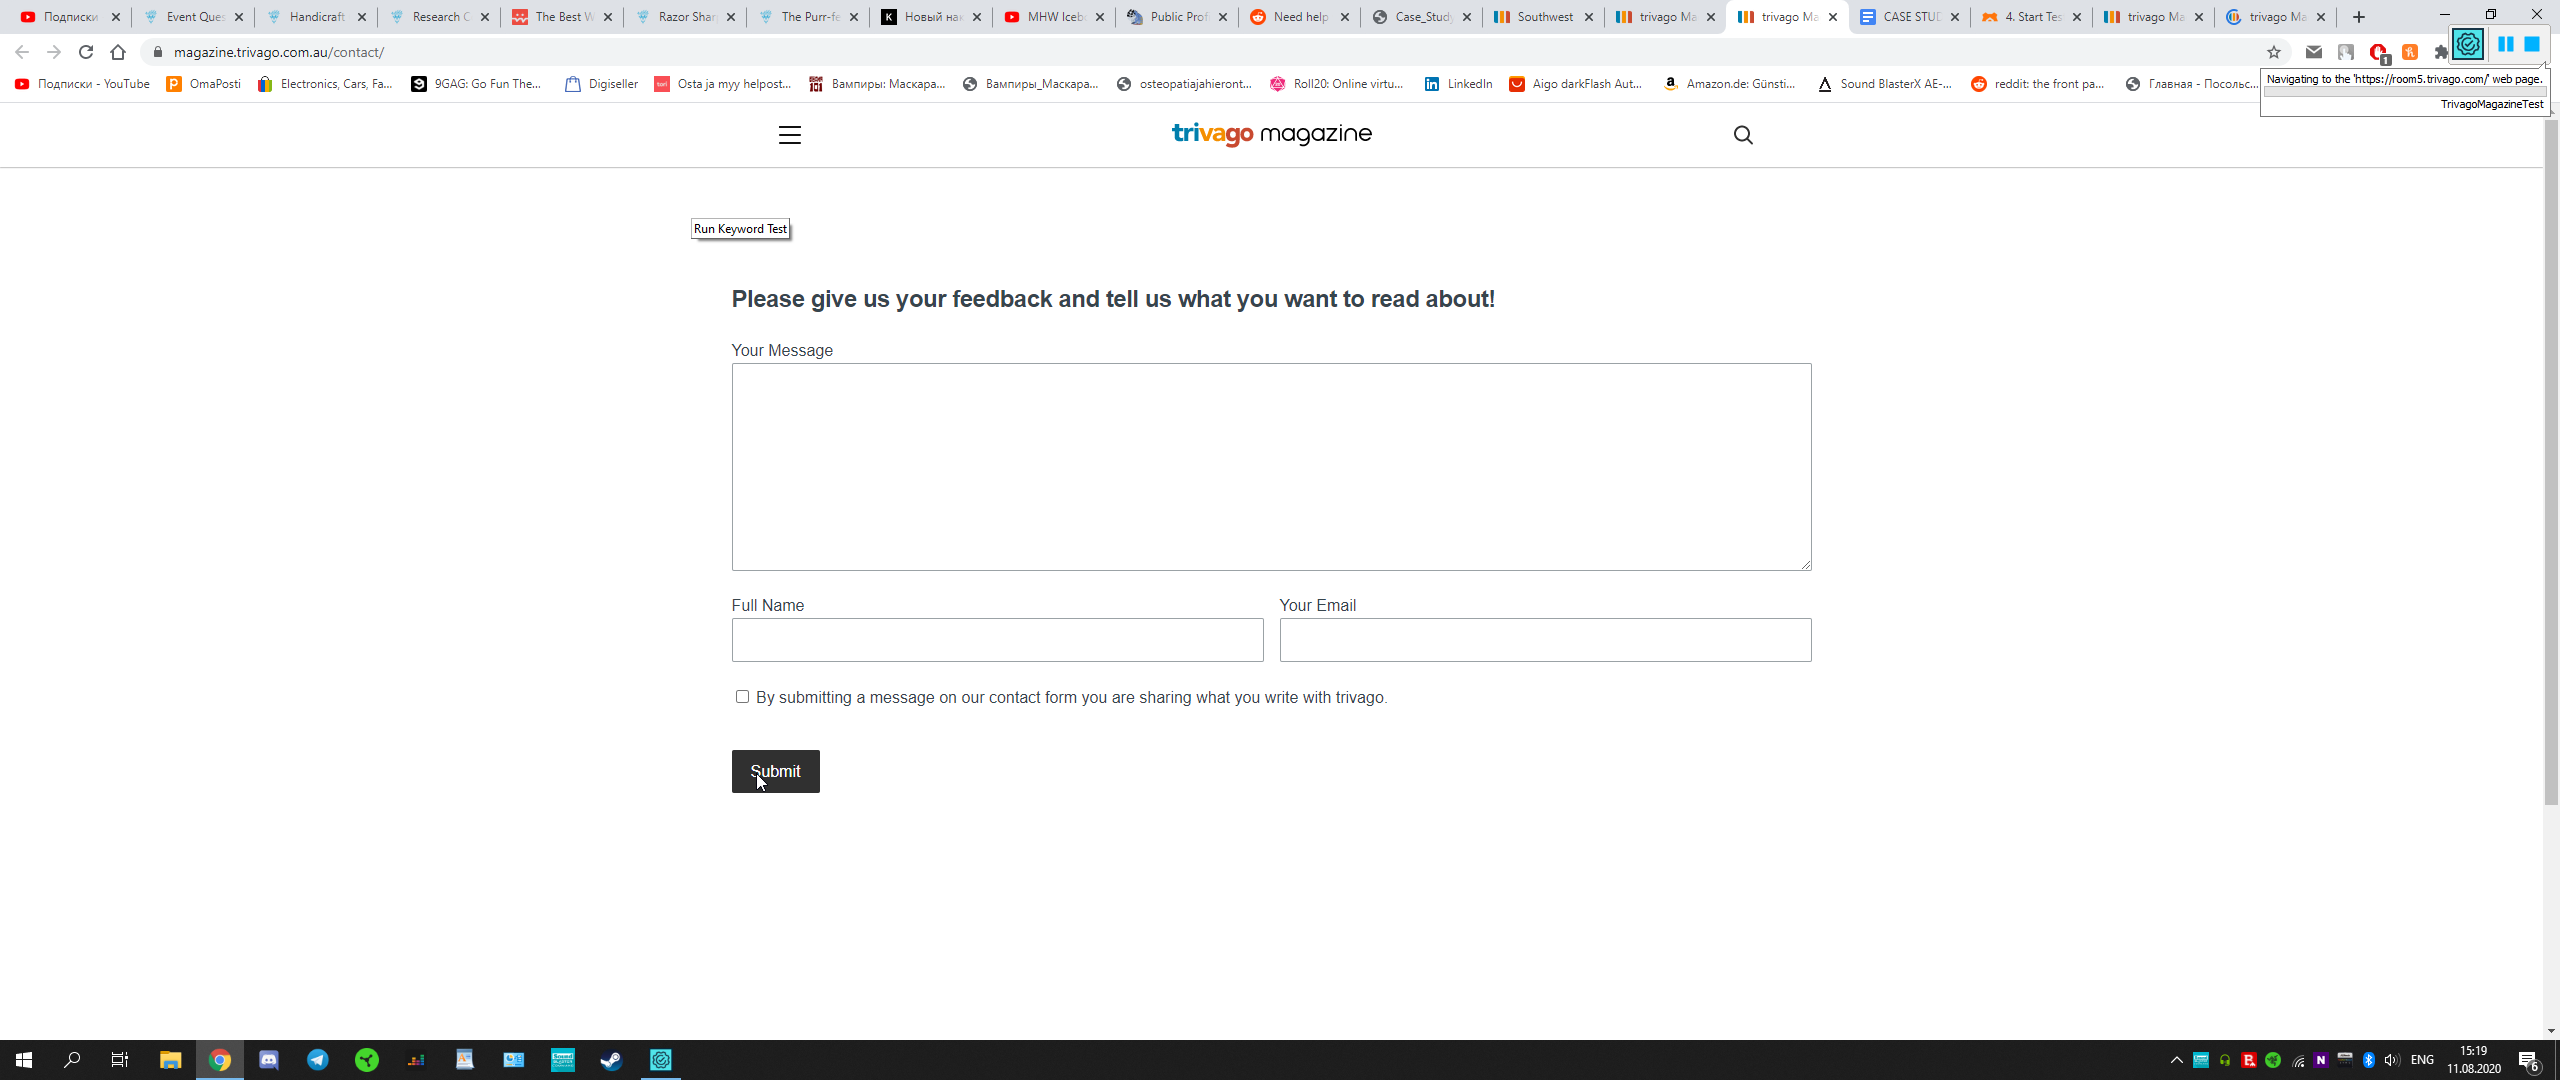 Подписки
Event Ques
Handicraft
Research C
The Best W
Razor Shar
The Purr-fe
Новый на
MHW Iceb
Public Prof
Need help
Case_Study
Southwest
trivago Ma
trivago Ma
CASE STUD
4. Start Tes
trivago Ma
trivago Ma
magazine.trivago.com.au/contact/
Подписки - YouTube
OmaPosti
Electronics, Cars, Fa...
9GAG: Go Fun The...
Digiseller
Osta ja myy helpost...
Вампиры: Маскара...
Вампиры_Маскара...
osteopatiajahieront...
Roll20: Online virtu...
LinkedIn
Aigo darkFlash Aut...
Amazon.de: Günsti...
Sound BlasterX AE-...
reddit: the front pa...
Главная - Посольс...
Navigating to the 'https://room5.trivago.com/' web page.
TrivagoMagazineTest
trivago magazine
Run Keyword Test
Please give us your feedback and tell us what you want to read about!
Your Message
Full Name
Your Email
By submitting a message on our contact form you are sharing what you write with trivago.
Submit
ENG
15:19
11.08.2020
6